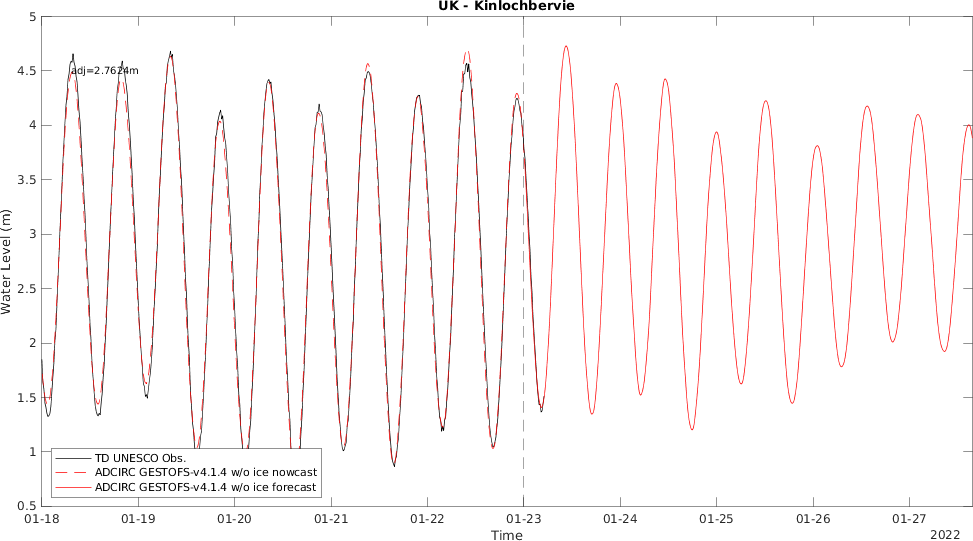 UK - Kinlochbervie
5
4.5
4
3.5
3
2.5
2
1.5
1
0.5
Water Level (m)
adj=2.7624m
TD UNESCO Obs.
ADCIRC GESTOFS-v4.1.4 w/o ice nowcast
ADCIRC GESTOFS-v4.1.4 w/o ice forecast
01-18 01-19 01-20 01-21 01-22 01-23 01-24 01-25 01-26 01-27
Time
2022